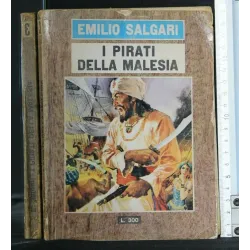 EMILIO SALGARI
I PIRATI
DELLA MALESIA
L. 300